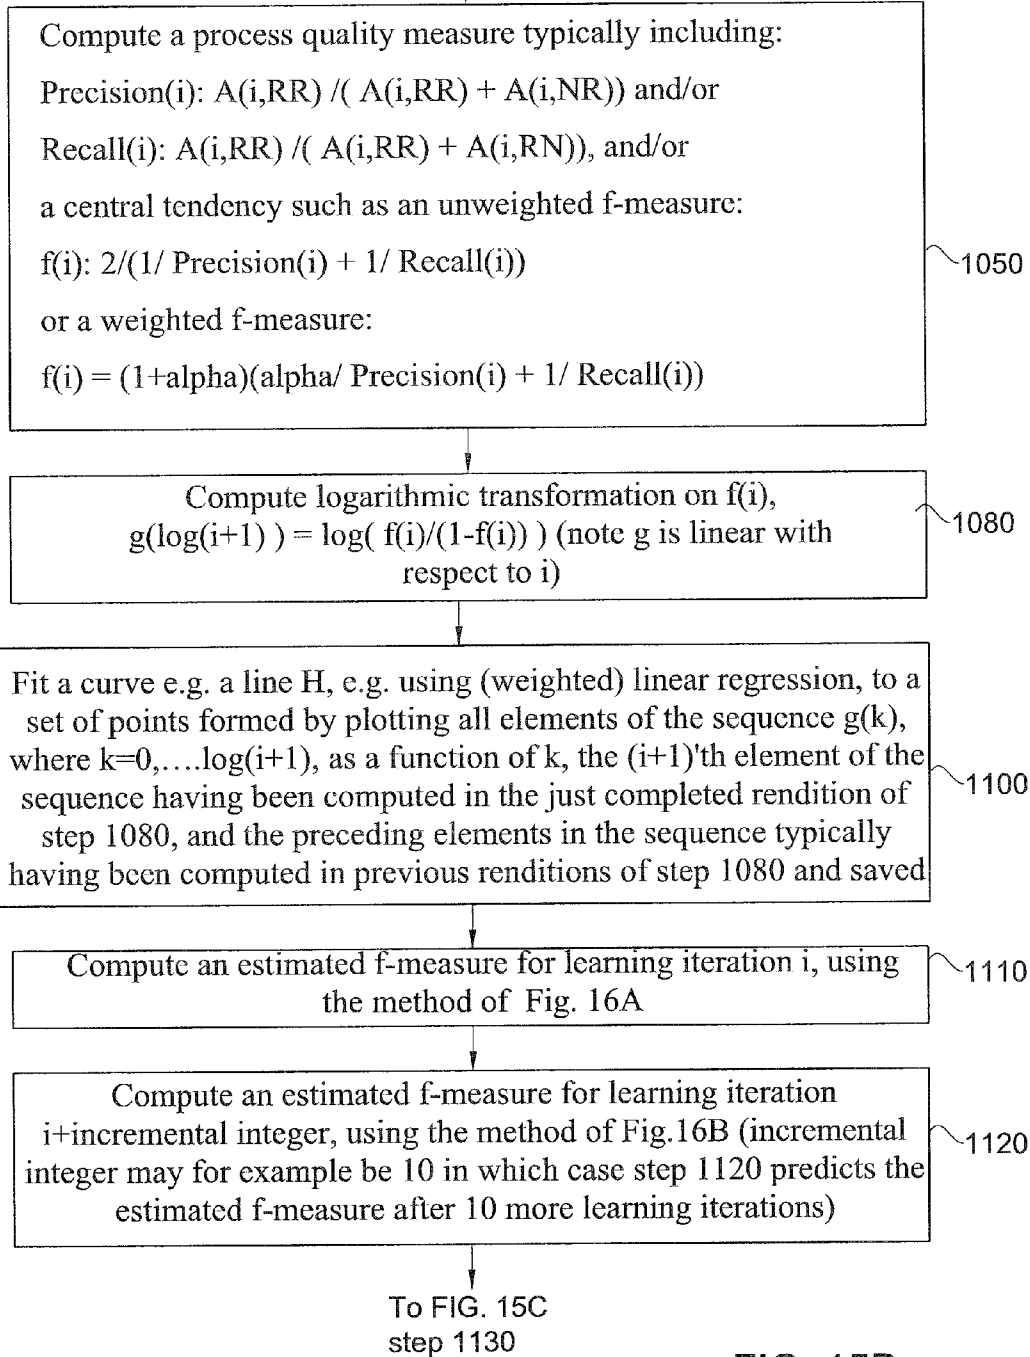 Compute a process quality measure typically including:
Precision(i): A(i,RR) /( A(i,RR) + A(i,NR)) and/or
Recall(i): A(i,RR) /( A(i,RR) + A(i,RN)), and/or
a central tendency such as an unweighted f-measure:
f(i): 2/(1/ Precision(i) + 1/ Recall(i))
or a weighted f-measure:
f(i) = (1+alpha)(alpha/ Precision(i) + 1/ Recall(i))
1050
Compute logarithmic transformation on f(i),
g(log(i+1) ) = log( f(i)/(1-f(i)) ) (note g is linear with
respect to i)
1080
Fit a curve e.g. a line H, e.g. using (weighted) linear regression, to a
set of points formed by plotting all elements of the sequence g(k),
where k=0,....log(i+1), as a function of k, the (i+1)'th element of the
sequence having been computed in the just completed rendition of
step 1080, and the preceding elements in the sequence typically
having been computed in previous renditions of step 1080 and saved
1100
Compute an estimated f-measure for learning iteration i, using
the method of Fig. 16A
1110
Compute an estimated f-measure for learning iteration
i+incremental integer, using the method of Fig.16B (incremental
integer may for example be 10 in which case step 1120 predicts the
estimated f-measure after 10 more learning iterations)
1120
To FIG. 15C
step 1130